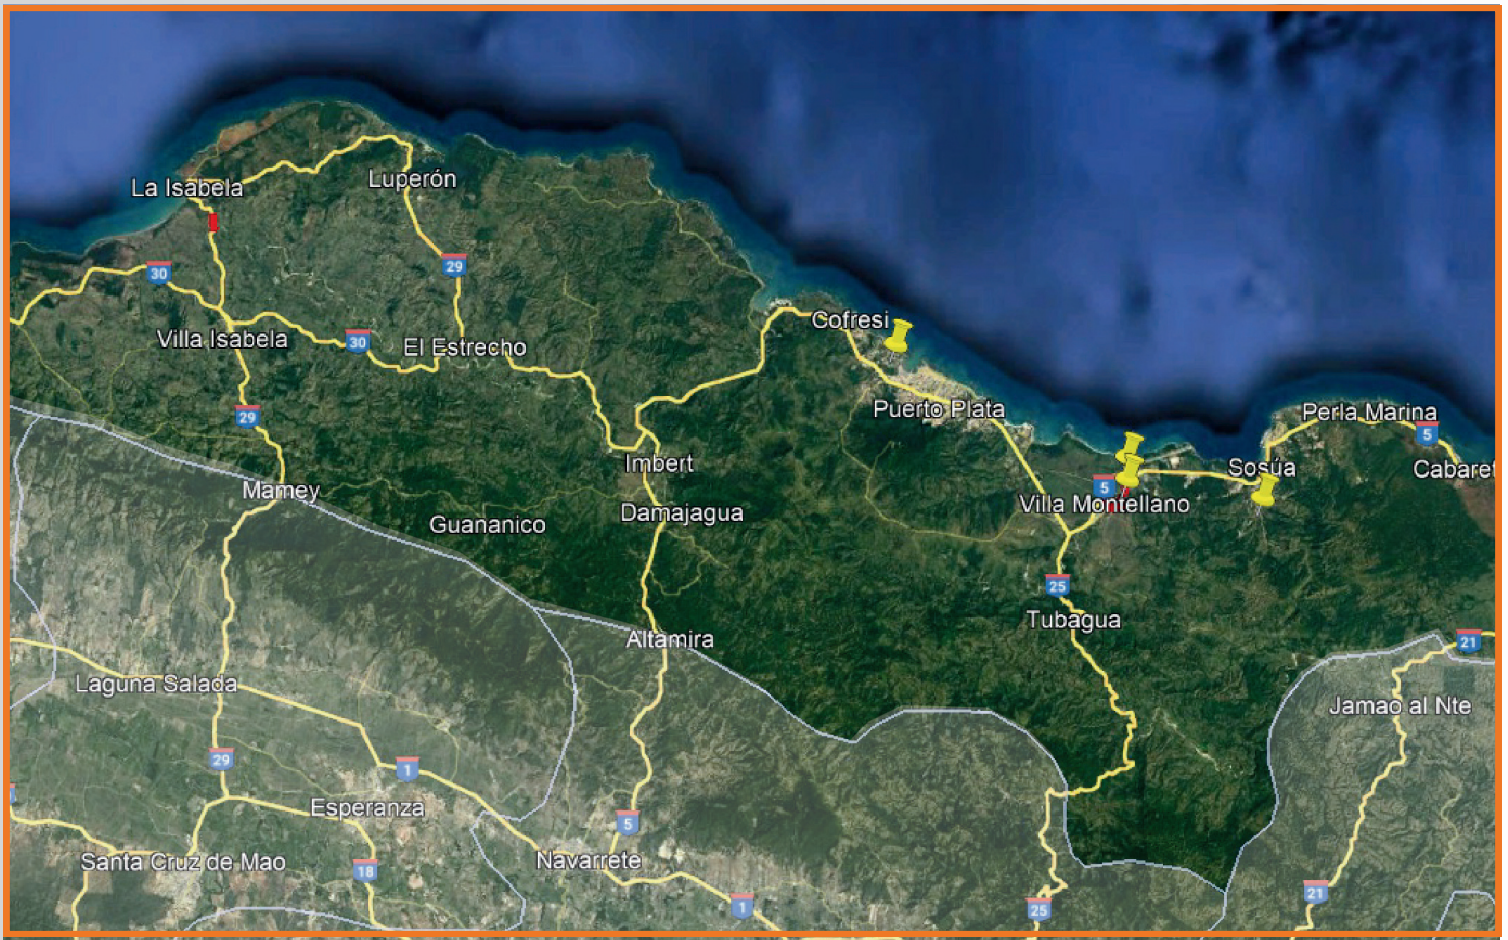 La Isabela
Luperón
30
29
Cofresi
Villa Isabela
30
El Estrecho
29
Puerto Plata
Perla Marina
5
Imbert
Sosúa
Cabaret
Mamey
5
Villa Montellano
Guananico
Damajagua
25
Tubagua
Altamira
21
Laguna Salada
Jamao al Nte
29
1
Esperanza
5
Santa Cruz de Mao
18
Navarrete
1
25
21